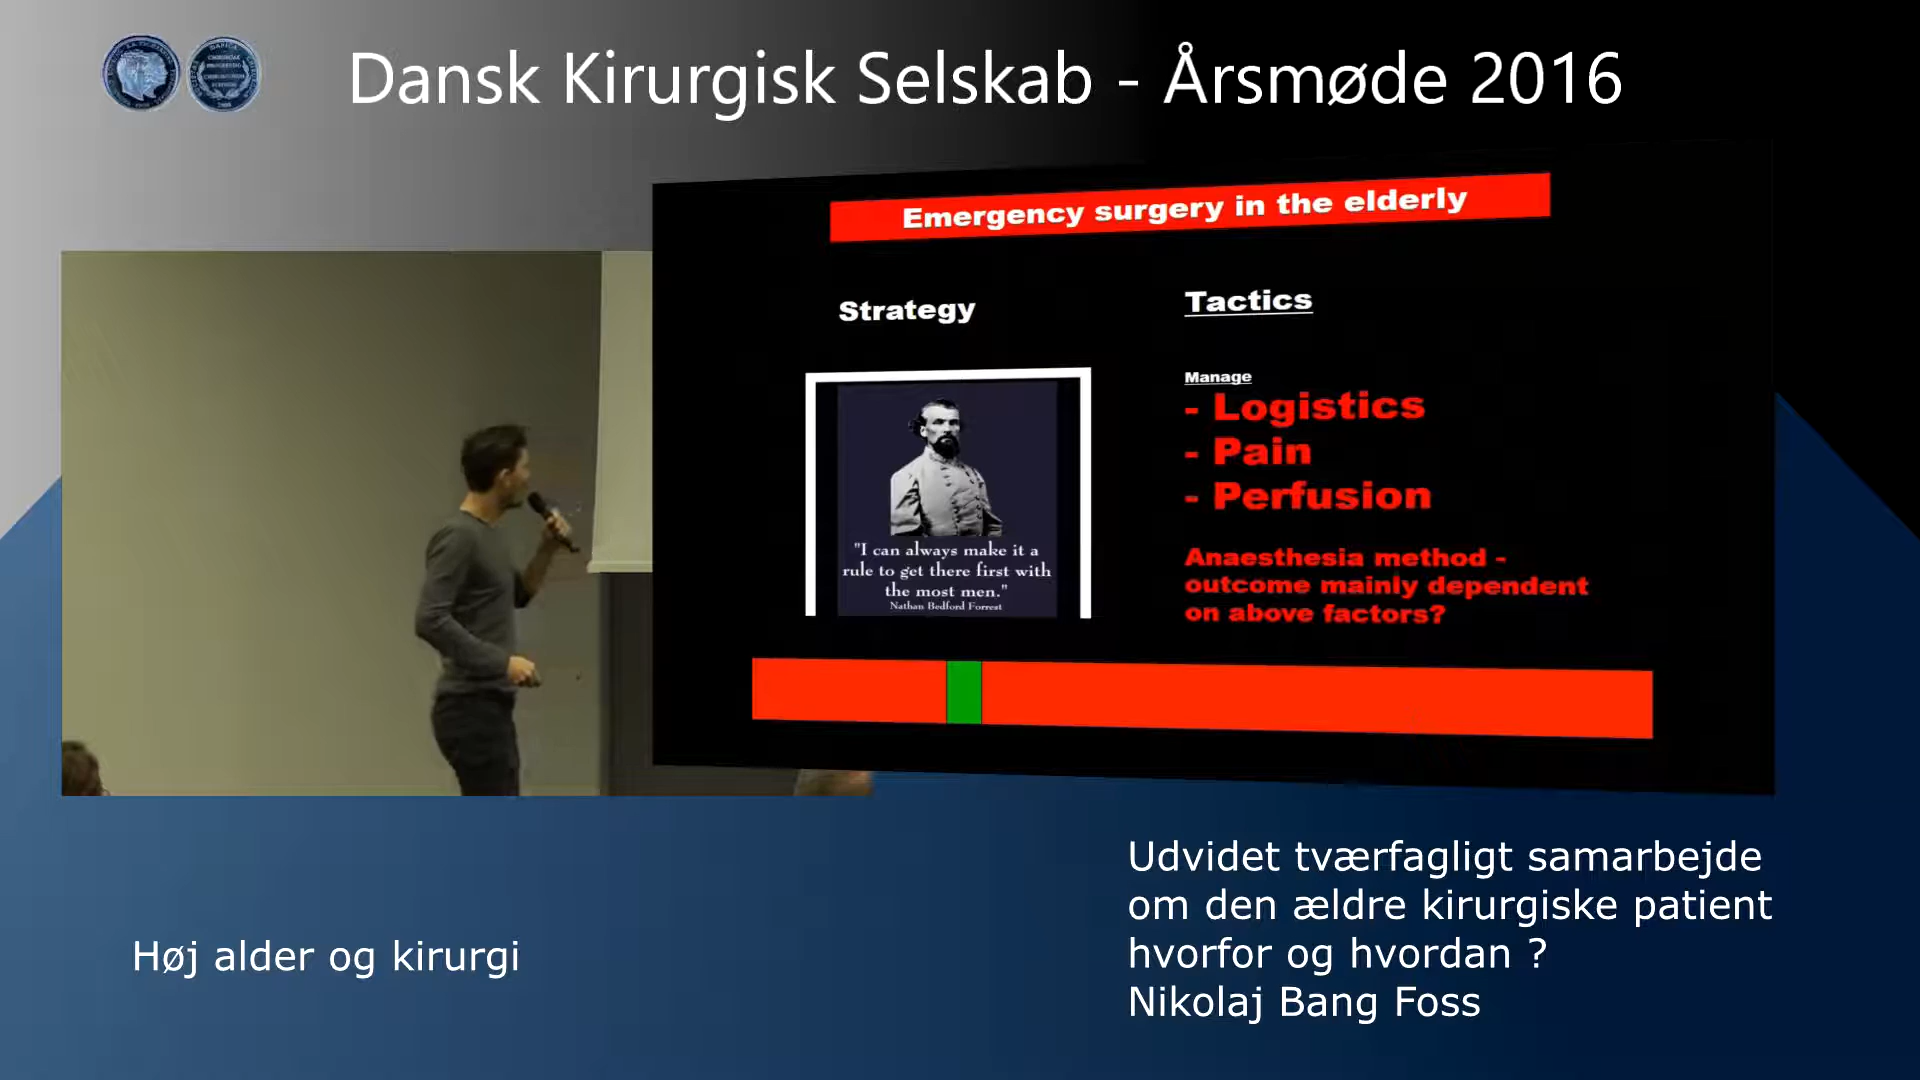 Dansk Kirurgisk Selskab - Årsmøde 2016
Emergency surgery in the elderly
Strategy
Tactics
Manage
- Logistics
- Pain
- Perfusion
Anaesthesia method -
outcome mainly dependent
on above factors?
"I can always make it a
rule to get there first with
the most men."
Nathan Bedford Forrest
Høj alder og kirurgi
Udvidet tværfagligt samarbejde
om den ældre kirurgiske patient
hvorfor og hvordan ?
Nikolaj Bang Foss